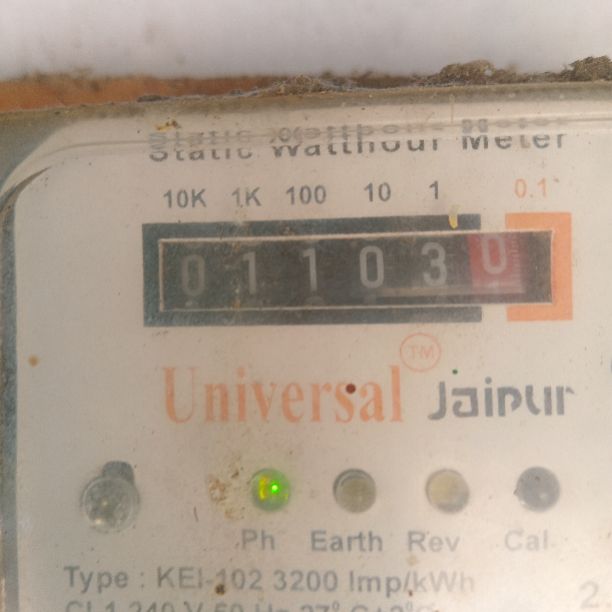 Static Watthour Meter
10K 1K 100 10 1 0.1
0 1 1 0 3 0
Universal TM Jaipur
Ph Earth Rev Cal
Type : KEI-102 3200 Imp/kWh